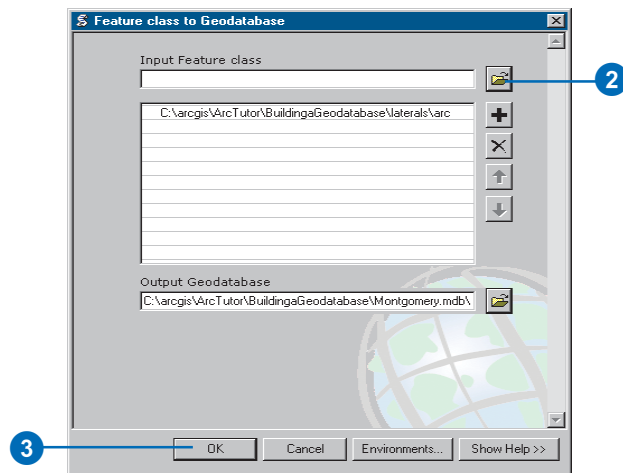 Feature class to Geodatabase
Input Feature class
2
C:\arcgis\ArcTutor\BuildingaGeodatabase\laterals\arc
Output Geodatabase
C:\arcgis\ArcTutor\BuildingaGeodatabase\Montgomery.mdb\
3
OK Cancel Environments... Show Help >>